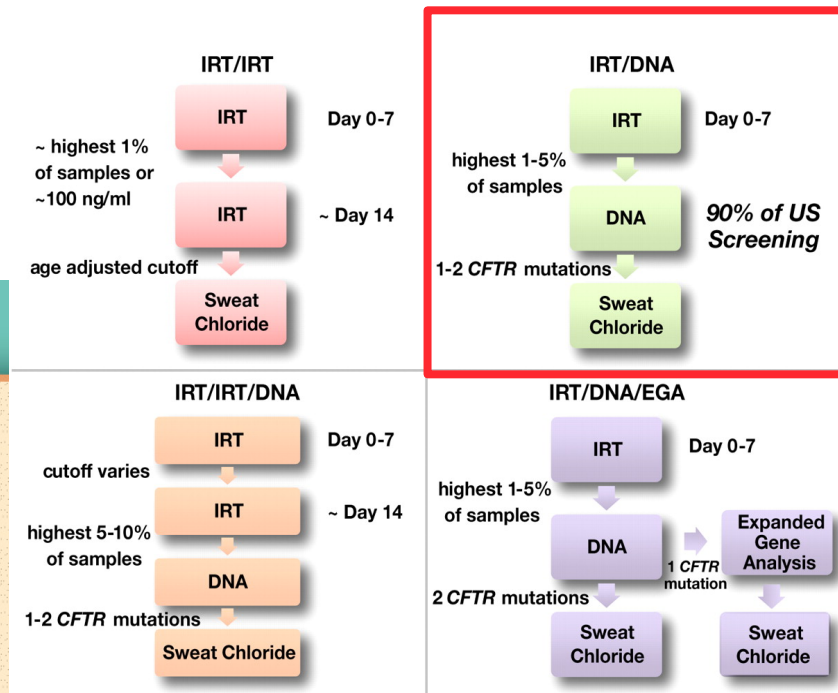 IRT/IRT
IRT
Day 0-7
~ highest 1%
of samples or
~100 ng/ml
IRT
~ Day 14
age adjusted cutoff
Sweat
Chloride
IRT/DNA
IRT
Day 0-7
highest 1-5%
of samples
DNA
90% of US
Screening
1-2 CFTR mutations
Sweat
Chloride
IRT/IRT/DNA
IRT
Day 0-7
cutoff varies
IRT
~ Day 14
highest 5-10%
of samples
DNA
1-2 CFTR mutations
Sweat Chloride
IRT/DNA/EGA
IRT
Day 0-7
highest 1-5%
of samples
DNA
1 CFTR
mutation
Expanded
Gene
Analysis
2 CFTR mutations
Sweat
Chloride
Sweat
Chloride